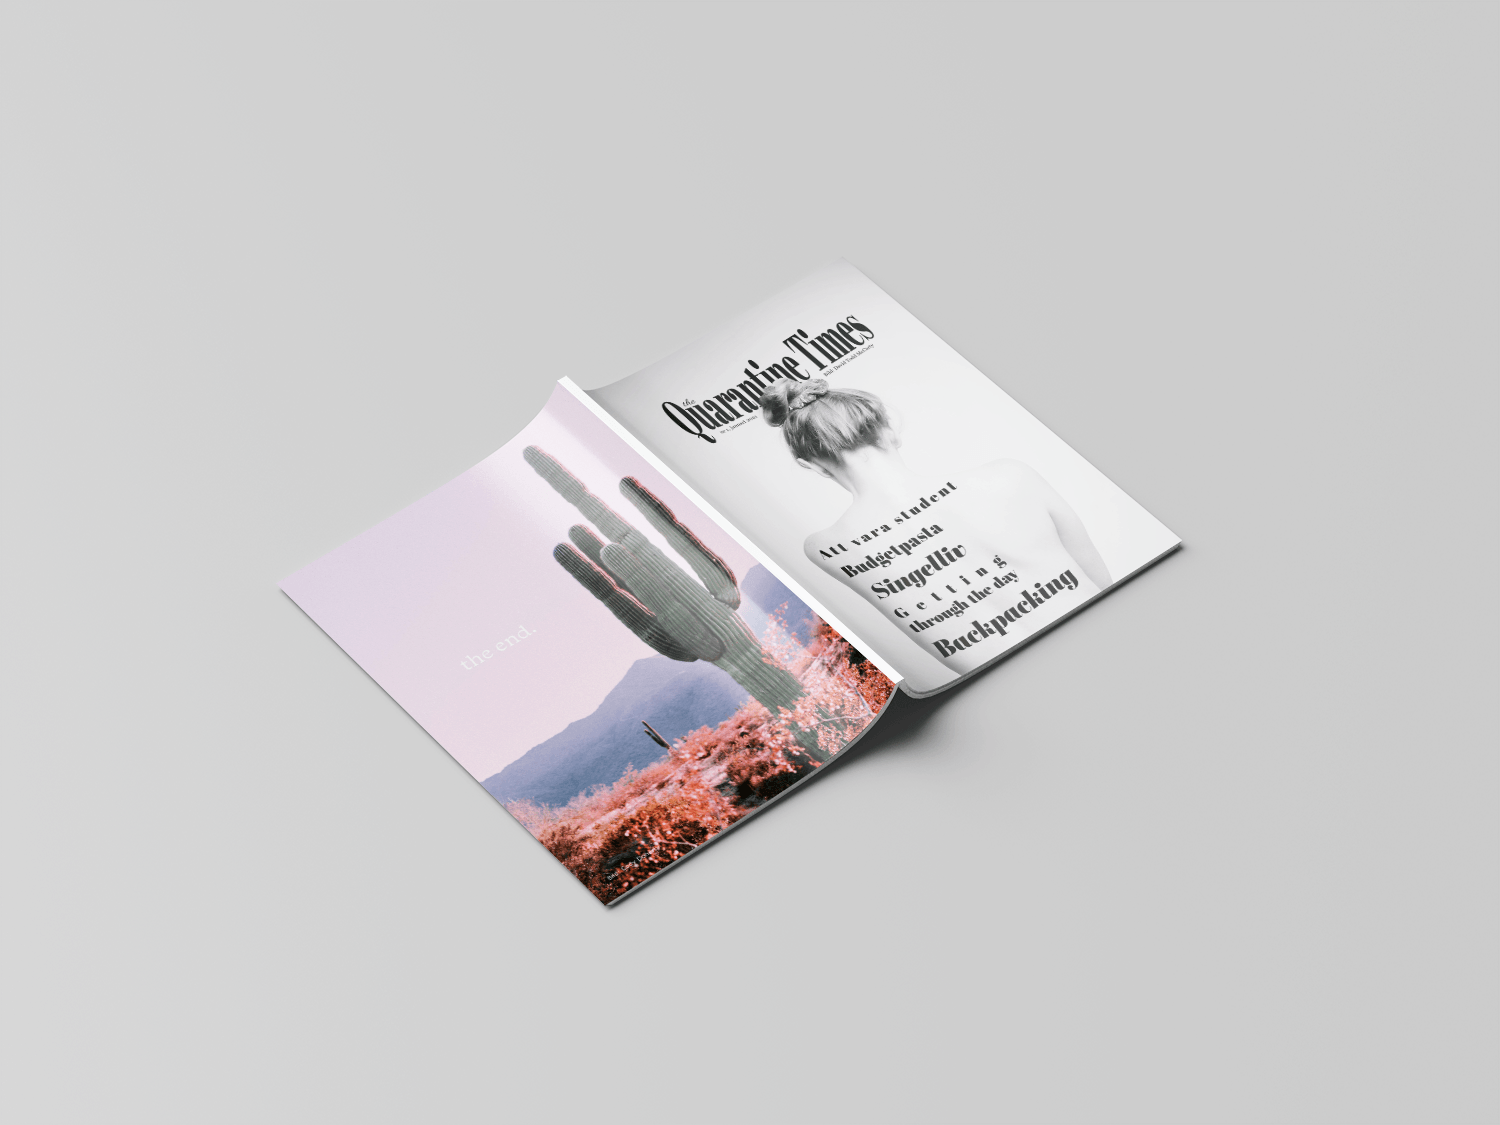 the
Quarantine Times
Bild: David Todd McCarty
nr 1, januari
Att vara student
Budgetpasta
Singelliv
Getting
through the day
Backpacking
the end.